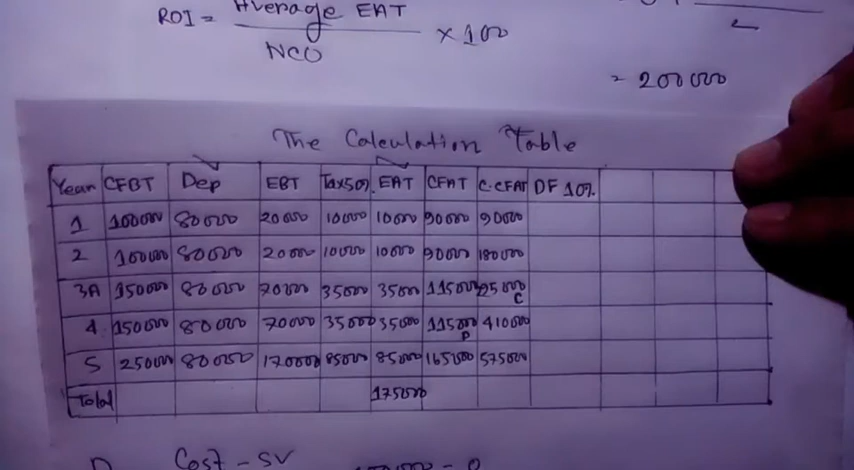 ROI = Average EAT
NCO × 100
= 200000
The Calculation Table
Year CFBT Dep EBT Tax50% EAT CFAT C.CFAT DF 10%
1 100000 80000 20000 10000 10000 90000 90000
2 100000 80000 20000 10000 10000 90000 180000
3A 150000 80000 70000 35000 35000 115000 C
4 150000 80000 70000 35000 35000 115000 D 410000
5 250000 80000 170000 85000 85000 165000 575000
Total 175000
Cost - SV